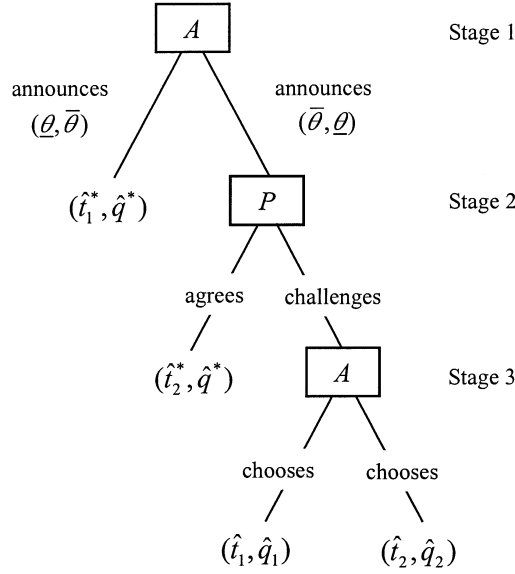 A Stage 1
announces announces
(θ̲, θ̄) (θ̄, θ̲)
(t̂₁*, q̂*) P Stage 2
agrees challenges
(t̂₂*, q̂*) A Stage 3
chooses chooses
(t̂₁, q̂₁) (t̂₂, q̂₂)